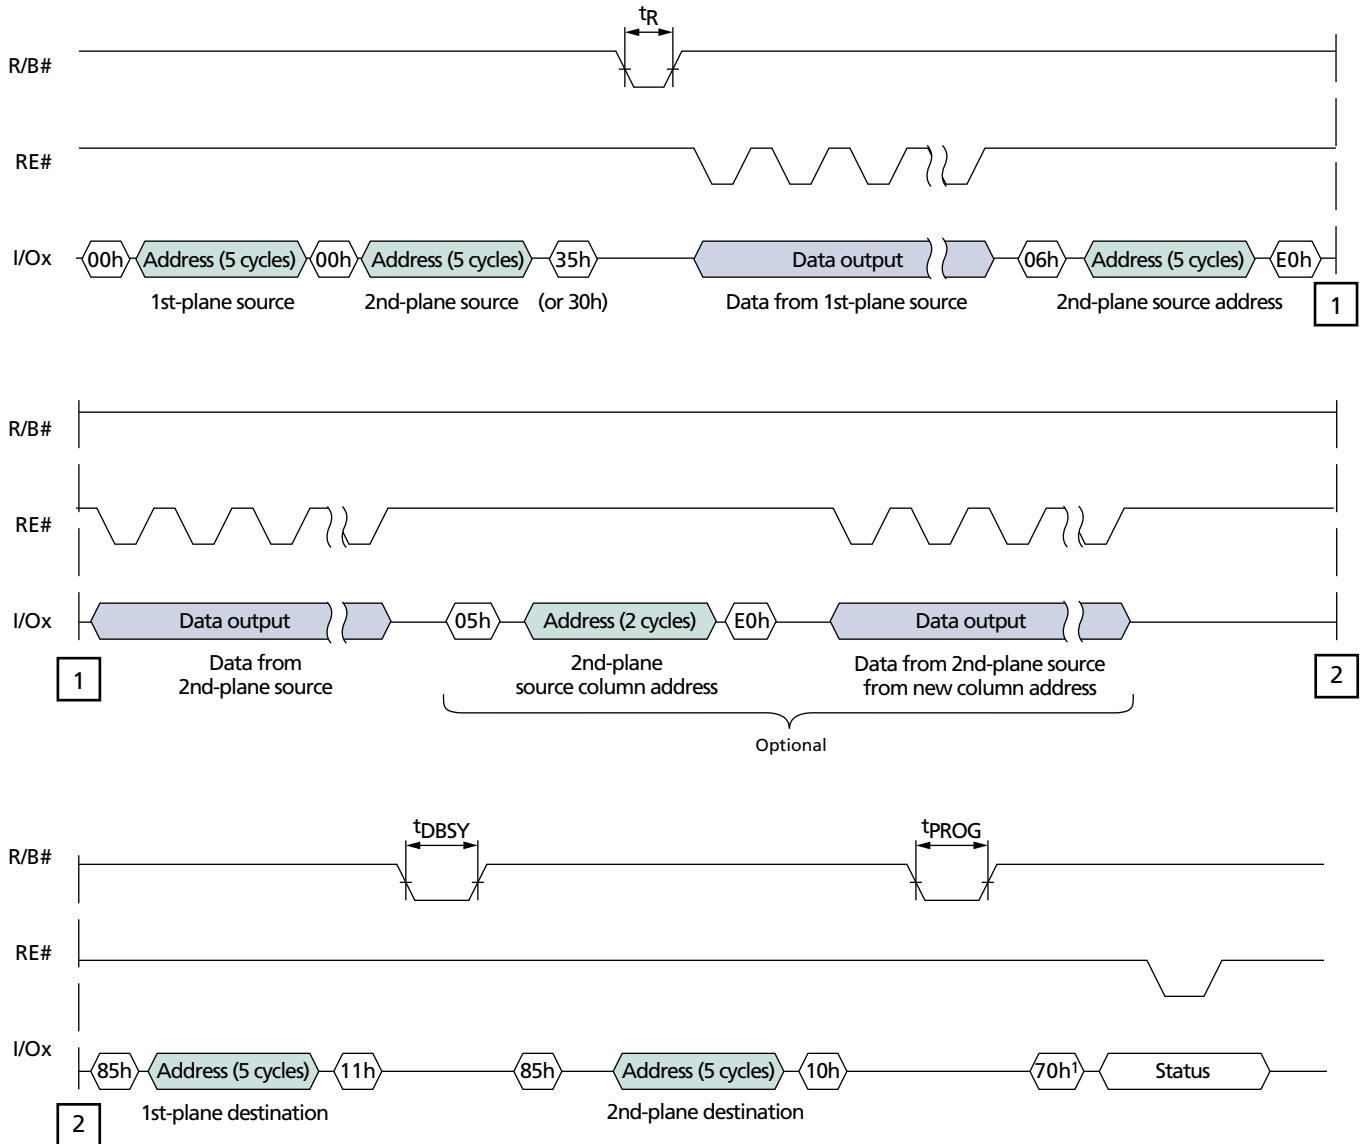 tR
R/B#
RE#
I/Ox 00h Address (5 cycles) 00h Address (5 cycles) 35h Data output 06h Address (5 cycles) E0h
1st-plane source 2nd-plane source (or 30h) Data from 1st-plane source 2nd-plane source address 1
R/B#
RE#
I/Ox Data output 05h Address (2 cycles) E0h Data output
1 Data from 2nd-plane Data from 2nd-plane source 2
2nd-plane source source column address from new column address
Optional
tDBSY tPROG
R/B#
RE#
I/Ox 85h Address (5 cycles) 11h 85h Address (5 cycles) 10h 70h1 Status
2 1st-plane destination 2nd-plane destination